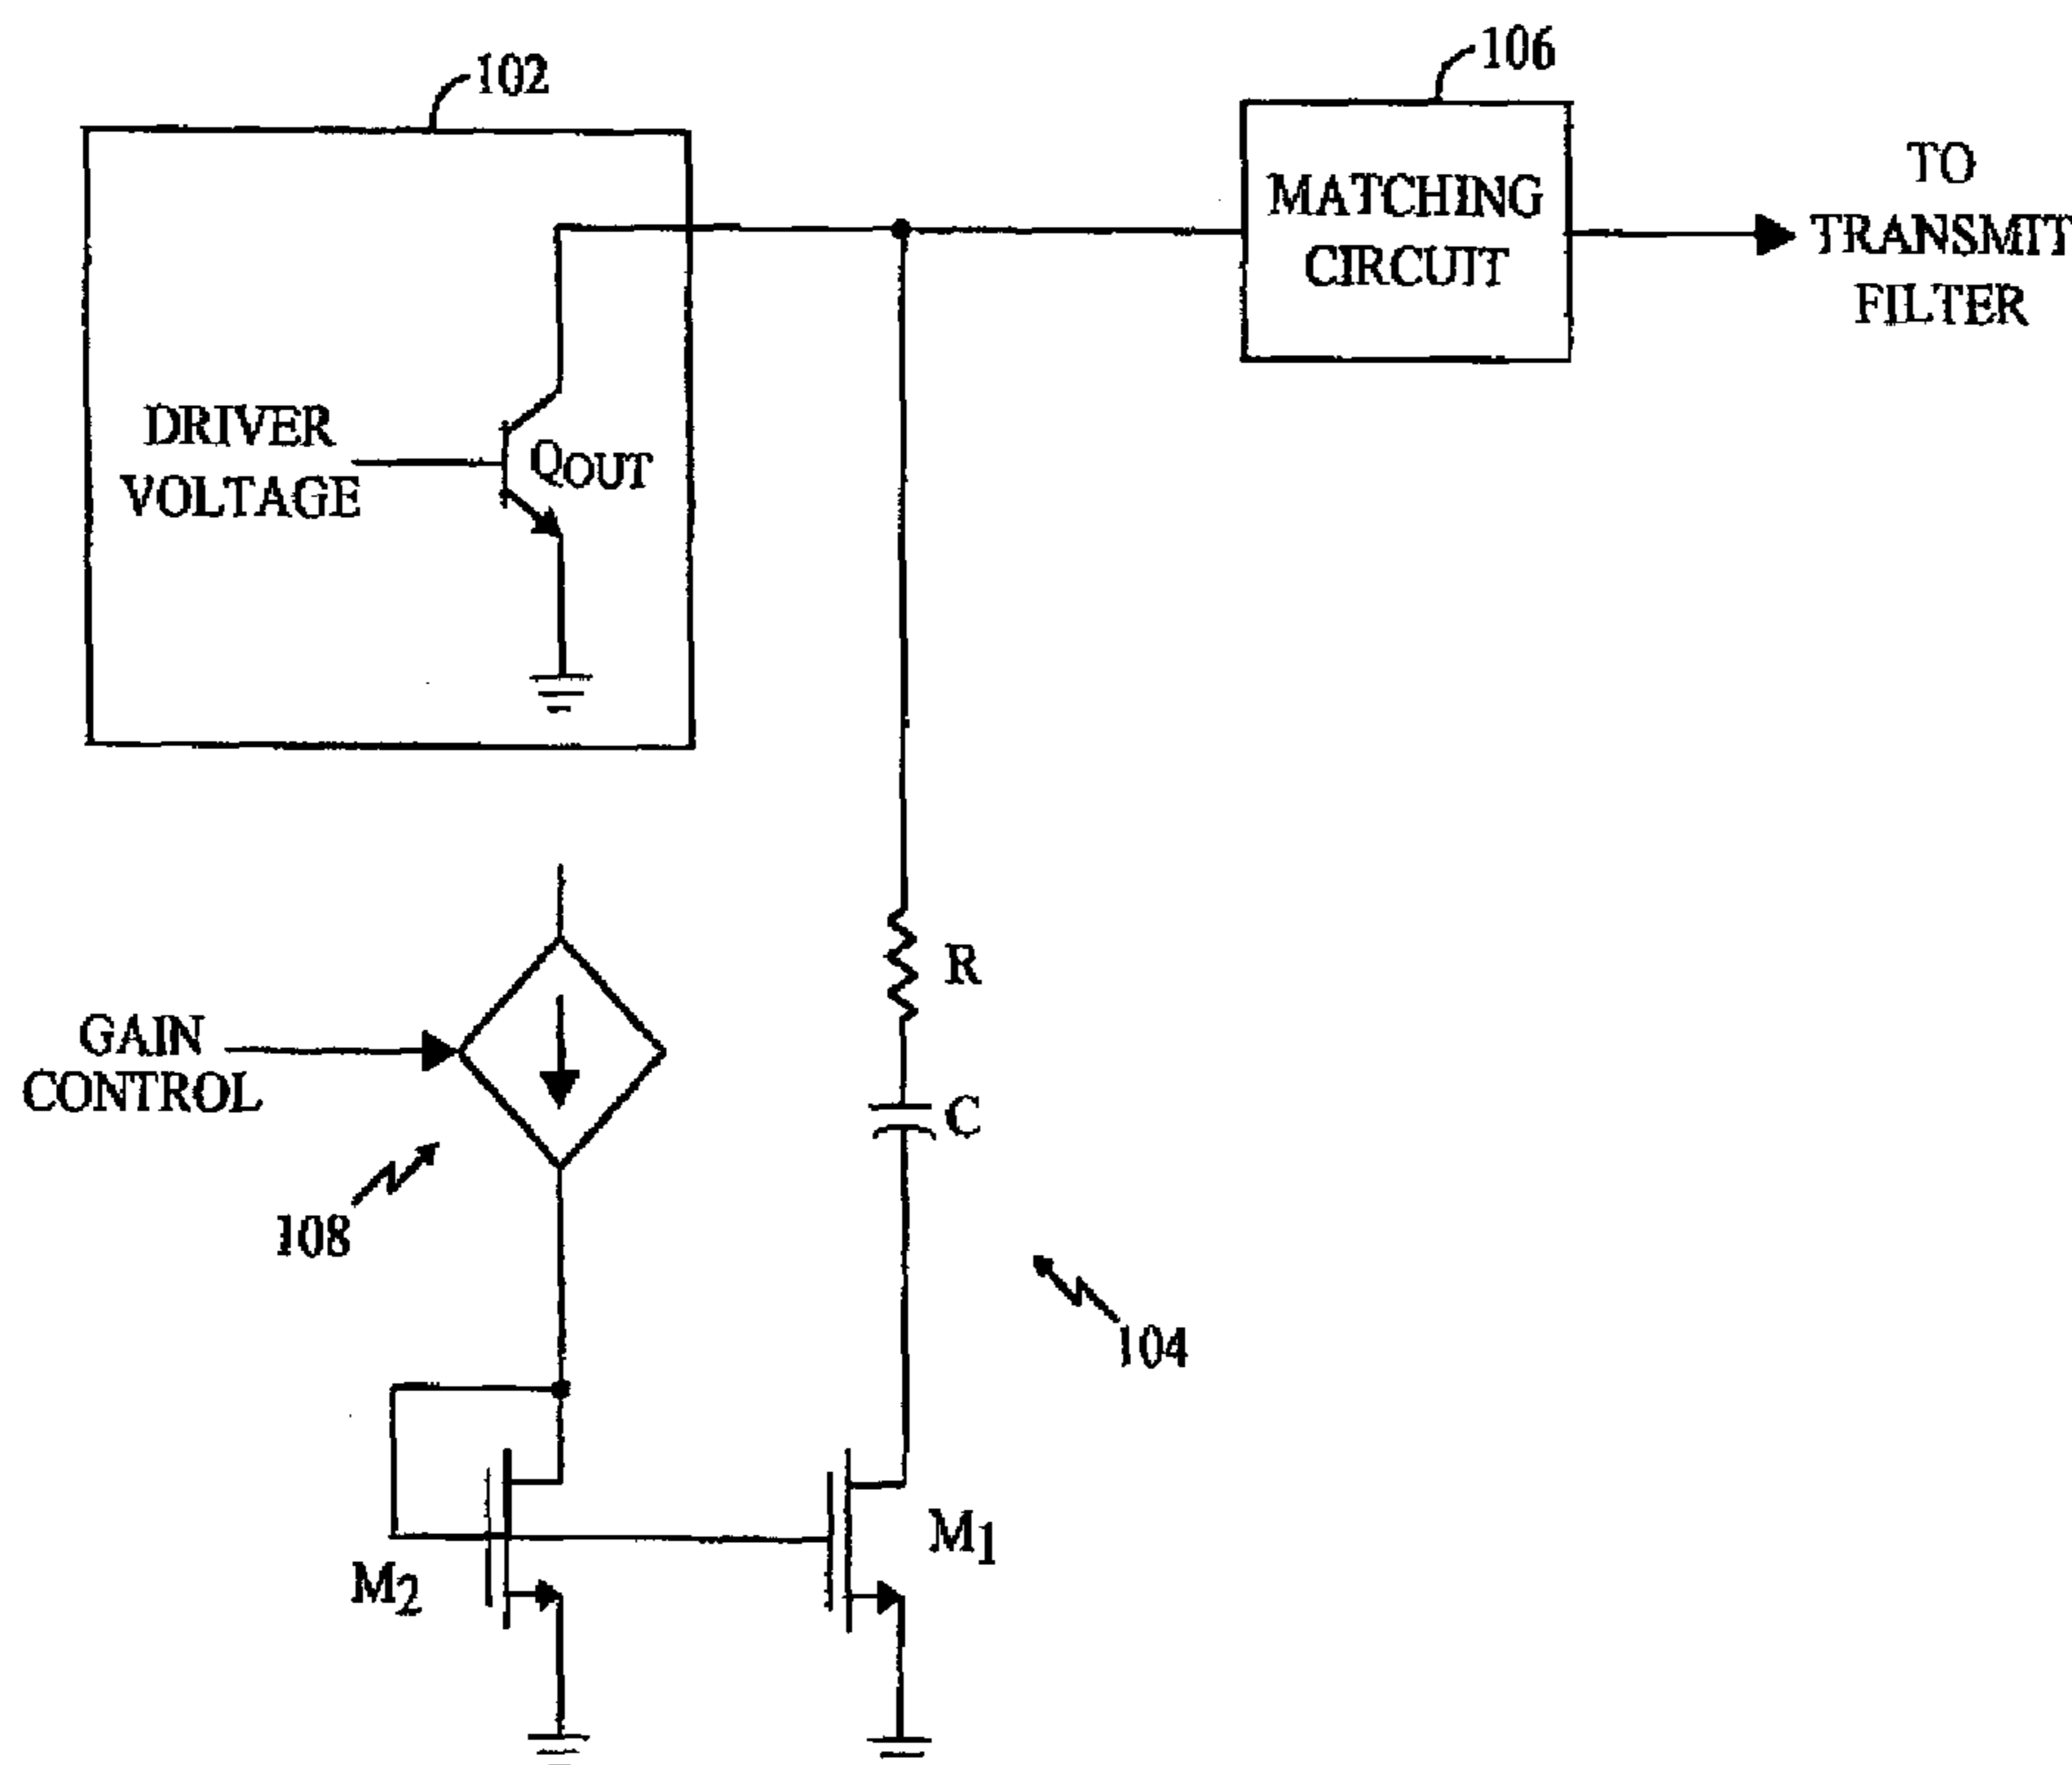 102
106
MATCHING
CIRCUIT
TO
TRANSMIT
FILTER
DRIVER
VOLTAGE
QOUT
R
GAIN
CONTROL
C
108
104
M1
M2